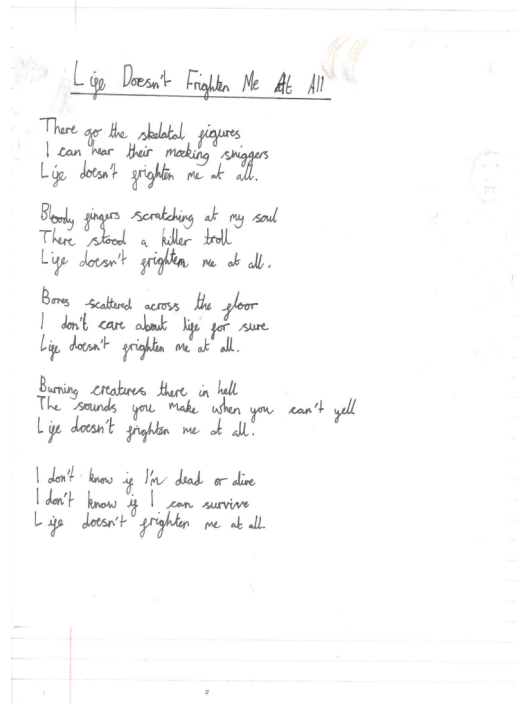 Life Doesn't Frighten Me At All
There go the skelatal figures
I can hear their mocking sniggers
Life doesn't frighten me at all.
Bloody fingers scratching at my soul
There stood a killer troll
Life doesn't frighten me at all.
Bones scattered across the floor
I don't care about life for sure
Life doesn't frighten me at all.
Burning creatures there in hell
The sounds you make when you can't yell
Life doesn't frighten me at all.
I don't know if I'm dead or alive
I don't know if I can survive
Life doesn't frighten me at all.